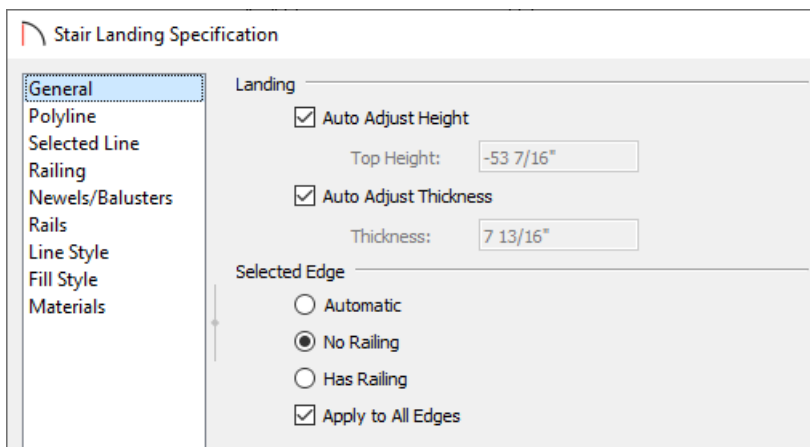 Stair Landing Specification
General
Polyline
Selected Line
Railing
Newels/Balusters
Rails
Line Style
Fill Style
Materials
Landing
Auto Adjust Height
Top Height: -53 7/16"
Auto Adjust Thickness
Thickness: 7 13/16"
Selected Edge
Automatic
No Railing
Has Railing
Apply to All Edges